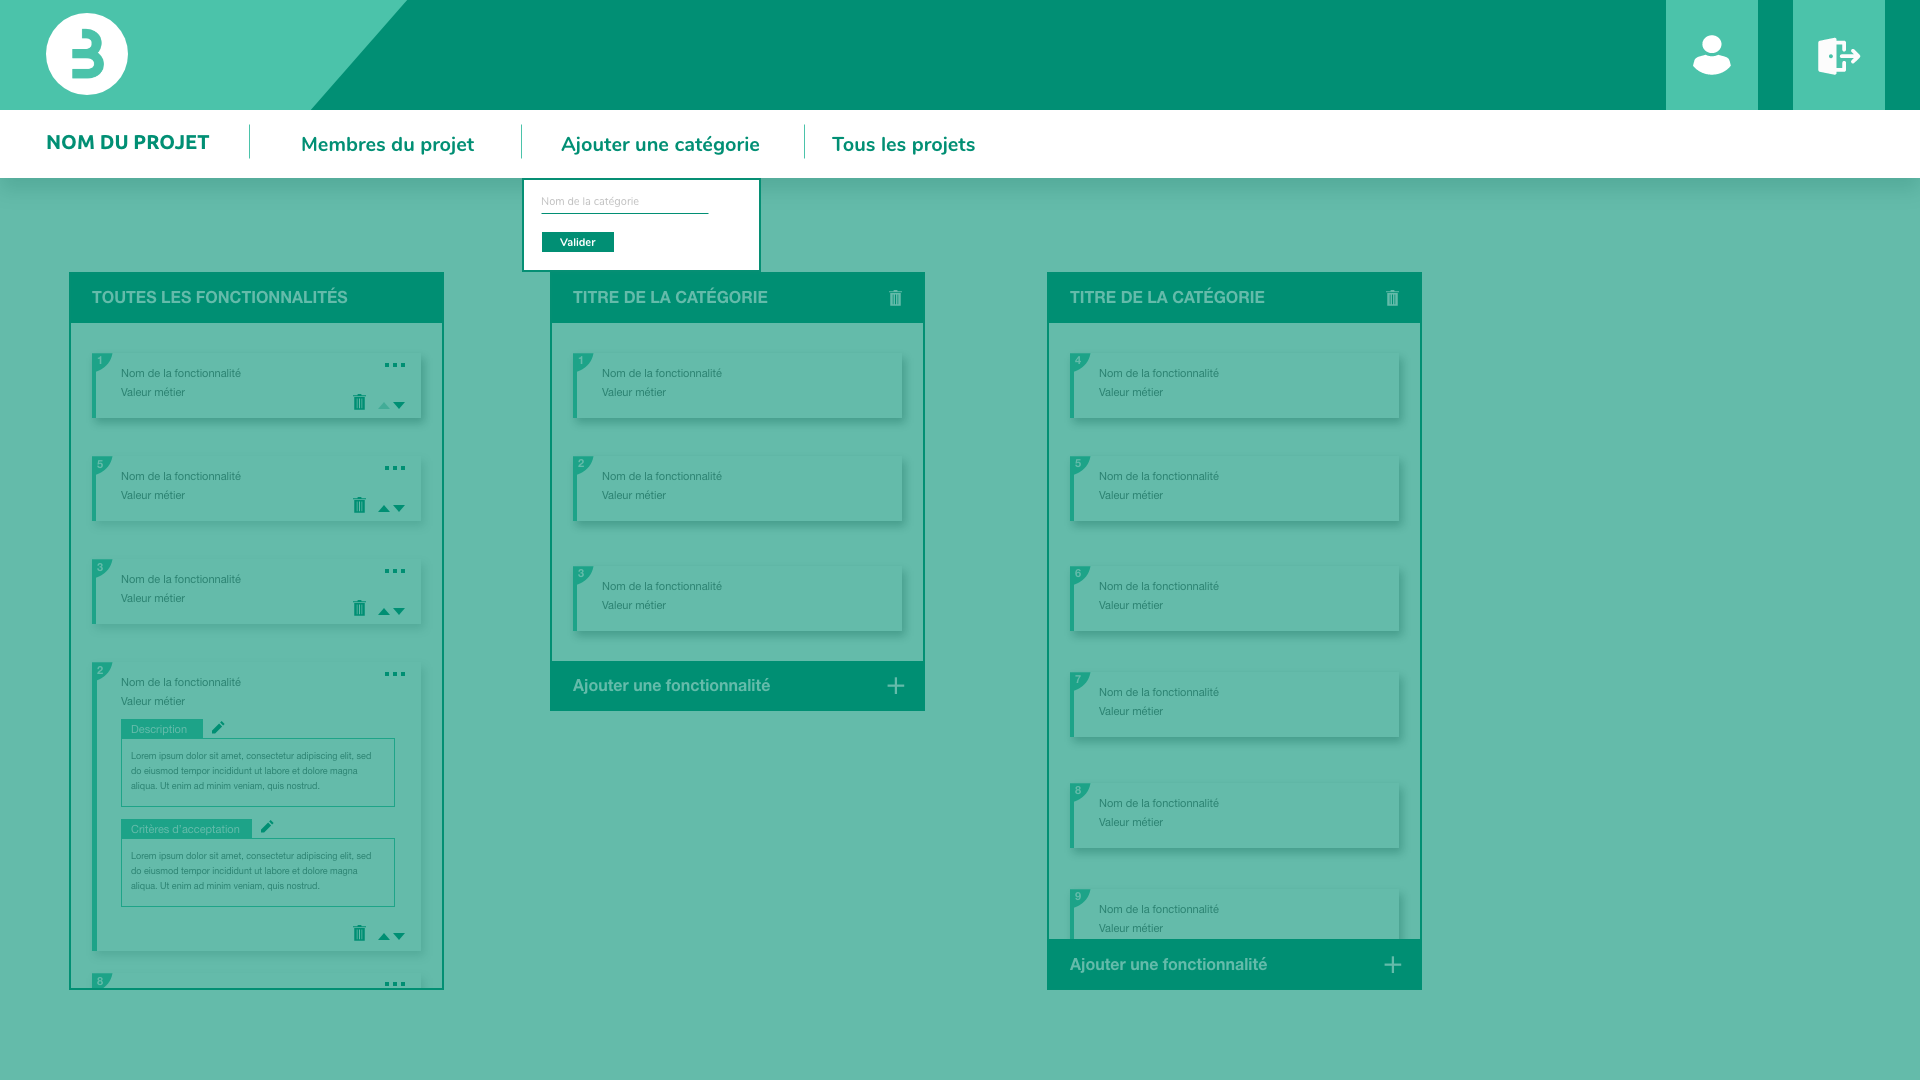 NOM DU PROJET
Membres du projet
Ajouter une catégorie
Tous les projets
Nom de la catégorie
Valider
TOUTES LES FONCTIONNALITÉS
1
Nom de la fonctionnalité
Valeur métier
5
Nom de la fonctionnalité
Valeur métier
3
Nom de la fonctionnalité
Valeur métier
2
Nom de la fonctionnalité
Valeur métier
Description
Lorem ipsum dolor sit amet, consectetur adipiscing elit, sed
do eiusmod tempor incididunt ut labore et dolore magna
aliqua. Ut enim ad minim veniam, quis nostrud.
Critères d'acceptation
Lorem ipsum dolor sit amet, consectetur adipiscing elit, sed
do eiusmod tempor incididunt ut labore et dolore magna
aliqua. Ut enim ad minim veniam, quis nostrud.
8
TITRE DE LA CATÉGORIE
1
Nom de la fonctionnalité
Valeur métier
2
Nom de la fonctionnalité
Valeur métier
3
Nom de la fonctionnalité
Valeur métier
Ajouter une fonctionnalité
TITRE DE LA CATÉGORIE
4
Nom de la fonctionnalité
Valeur métier
5
Nom de la fonctionnalité
Valeur métier
6
Nom de la fonctionnalité
Valeur métier
7
Nom de la fonctionnalité
Valeur métier
8
Nom de la fonctionnalité
Valeur métier
9
Nom de la fonctionnalité
Valeur métier
Ajouter une fonctionnalité